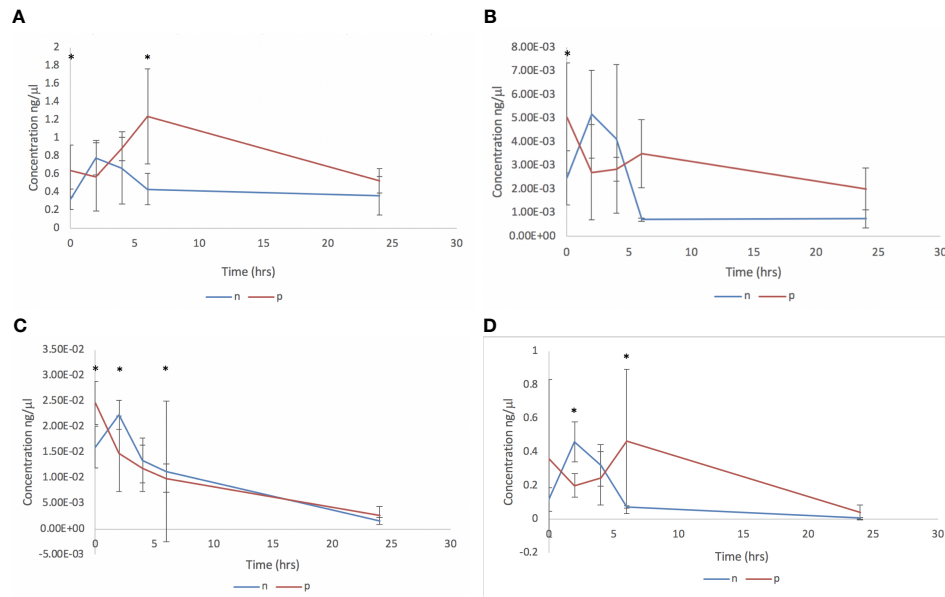 A
2
1.8
1.6
1.4
1.2
1
0.8
0.6
0.4
0.2
0
Concentration ng/µl
* *
0 5 10 15 20 25 30
Time (hrs)
n p
B
8.00E-03
7.00E-03
6.00E-03
5.00E-03
4.00E-03
3.00E-03
2.00E-03
1.00E-03
0.00E+00
Concentration ng/µl
*
0 5 10 15 20 25 30
Time (hrs)
n p
C
3.50E-02
3.00E-02
2.50E-02
2.00E-02
1.50E-02
1.00E-02
5.00E-03
0.00E+00
-5.00E-03
Concentration ng/µl
* * *
0 5 10 15 20 25 30
Time (hrs)
n p
D
1
0.8
0.6
0.4
0.2
0
-0.2
Concentration ng/µl
* *
0 5 10 15 20 25 30
Time (hrs)
n p